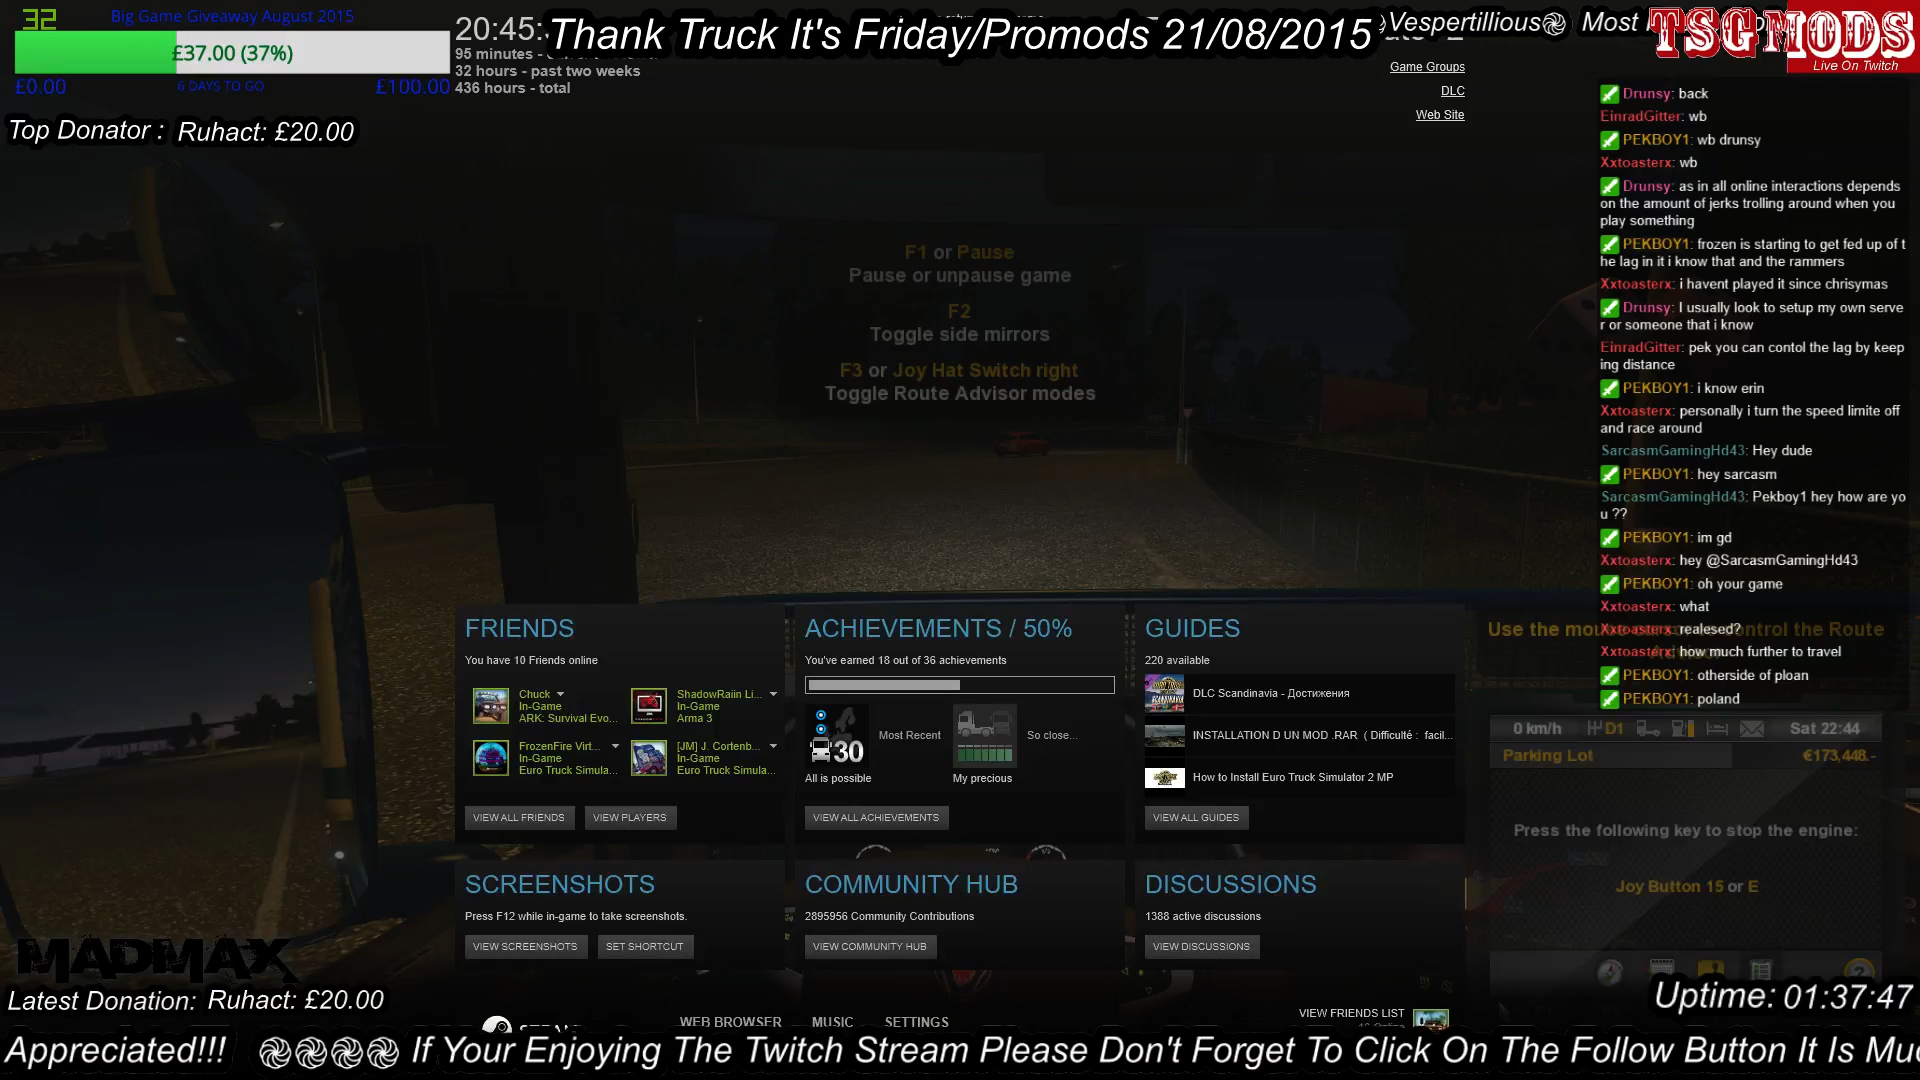 32
Big Game Giveaway August 2015
£37.00 (37%)
£0.00
6 DAYS TO GO
£100.00
Top Donator :
Ruhact: £20.00
20:45:
95 minutes -
32 hours - past two weeks
436 hours - total
Thank Truck It's Friday/Promods 21/08/2015
Vespertillious
Most
TSGMODS
Live On Twitch
Game Groups
DLC
Web Site
F1 or Pause
Pause or unpause game
F2
Toggle side mirrors
F3 or Joy Hat Switch right
Toggle Route Advisor modes
Drunsy: back
EinradGitter: wb
PEKBOY1: wb drunsy
Xxtoasterx: wb
Drunsy: as in all online interactions depends
on the amount of jerks trolling around when you
play something
PEKBOY1: frozen is starting to get fed up of t
he lag in it i know that and the rammers
Xxtoasterx: i havent played it since chrisymas
Drunsy: I usually look to setup my own serve
r or someone that i know
EinradGitter: pek you can contol the lag by keep
ing distance
PEKBOY1: i know erin
Xxtoasterx: personally i turn the speed limite off
and race around
SarcasmGamingHd43: Hey dude
PEKBOY1: hey sarcasm
SarcasmGamingHd43: Pekboy1 hey how are yo
u ??
PEKBOY1: im gd
Xxtoasterx: hey @SarcasmGamingHd43
PEKBOY1: oh your game
Xxtoasterx: what
Xxtoasterx: realesed?
Xxtoasterx: how much further to travel
PEKBOY1: otherside of ploan
PEKBOY1: poland
Use the mou
control the Route
0 km/h
D1
Sat 22:44
Parking Lot
€173,448.-
Press the following key to stop the engine:
Joy Button 15 or E
FRIENDS
You have 10 Friends online
Chuck
In-Game
ARK: Survival Evo...
ShadowRaiin Li...
In-Game
Arma 3
FrozenFire Virt...
In-Game
Euro Truck Simula...
[JM] J. Cortenb...
In-Game
Euro Truck Simula...
VIEW ALL FRIENDS
VIEW PLAYERS
ACHIEVEMENTS / 50%
You've earned 18 out of 36 achievements
30
Most Recent
So close...
All is possible
My precious
VIEW ALL ACHIEVEMENTS
GUIDES
220 available
DLC Scandinavia - Достижения
INSTALLATION D UN MOD .RAR ( Difficulté : facil...
How to Install Euro Truck Simulator 2 MP
VIEW ALL GUIDES
SCREENSHOTS
Press F12 while in-game to take screenshots.
VIEW SCREENSHOTS
SET SHORTCUT
COMMUNITY HUB
2895956 Community Contributions
VIEW COMMUNITY HUB
DISCUSSIONS
1388 active discussions
VIEW DISCUSSIONS
MADMAX
Latest Donation:
Ruhact: £20.00
WEB BROWSER
MUSIC
SETTINGS
VIEW FRIENDS LIST
Uptime: 01:37:47
Appreciated!!!
If Your Enjoying The Twitch Stream Please Don't Forget To Click On The Follow Button It Is Muc